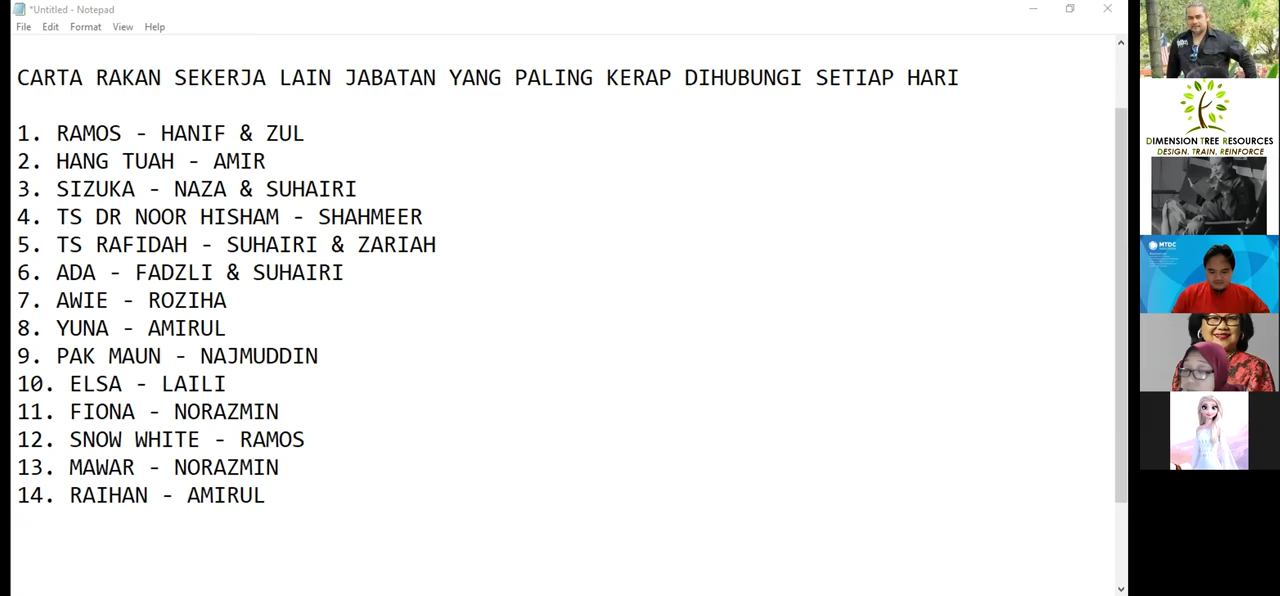 *Untitled - Notepad
File Edit Format View Help
CARTA RAKAN SEKERJA LAIN JABATAN YANG PALING KERAP DIHUBUNGI SETIAP HARI
1. RAMOS - HANIF & ZUL
2. HANG TUAH - AMIR
3. SIZUKA - NAZA & SUHAIRI
4. TS DR NOOR HISHAM - SHAHMEER
5. TS RAFIDAH - SUHAIRI & ZARIAH
6. ADA - FADZLI & SUHAIRI
7. AWIE - ROZIHA
8. YUNA - AMIRUL
9. PAK MAUN - NAJMUDDIN
10. ELSA - LAILI
11. FIONA - NORAZMIN
12. SNOW WHITE - RAMOS
13. MAWAR - NORAZMIN
14. RAIHAN - AMIRUL
DIMENSION TREE RESOURCES
DESIGN. TRAIN. REINFORCE
MTDC